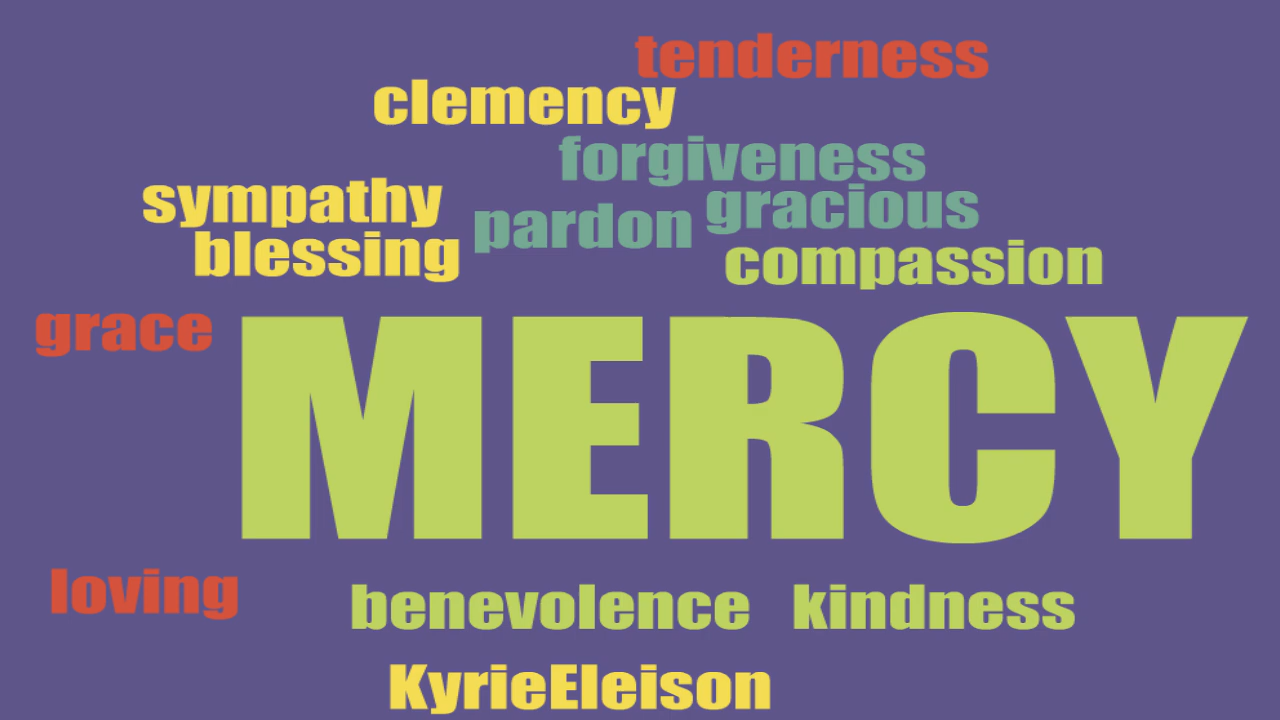 tenderness
clemency
forgiveness
sympathy
gracious
pardon
blessing
compassion
grace
MERCY
loving
benevolence kindness
KyrieEleison